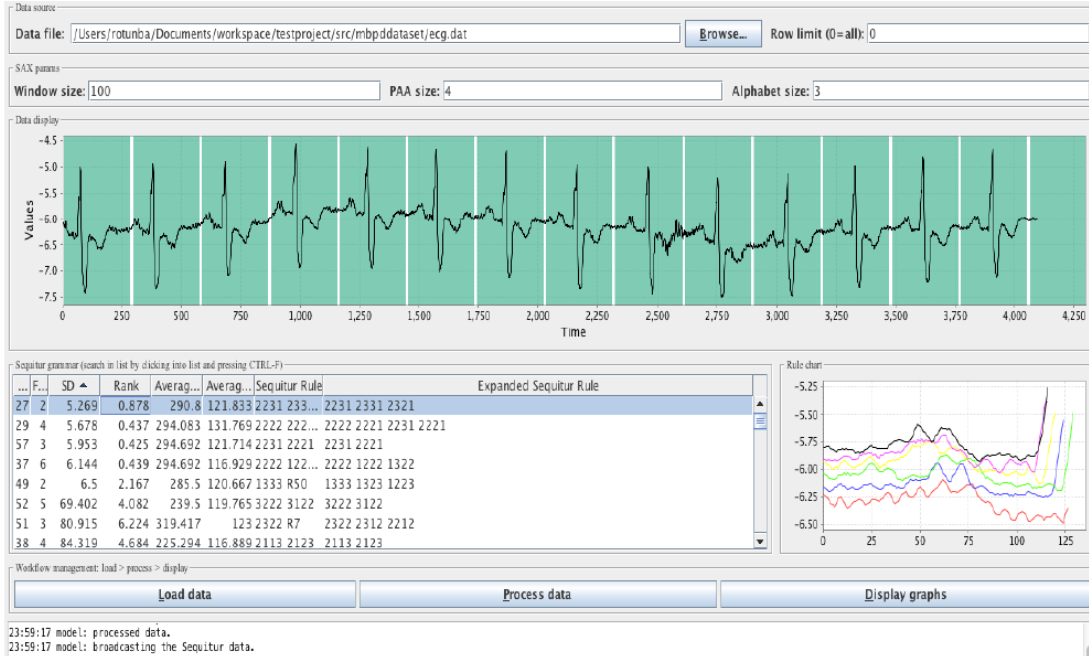 Data source
Data file: /Users/rotunba/Documents/workspace/testproject/src/mbpddataset/ecg.dat Browse... Row limit (0=all): 0
SAX params
Window size: 100 PAA size: 4 Alphabet size: 3
Data display
-4.5
-5.0
-5.5
-6.0
-6.5
-7.0
-7.5
Values
0 250 500 750 1,000 1,250 1,500 1,750 2,000 2,250 2,500 2,750 3,000 3,250 3,500 3,750 4,000 4,250
Time
Sequitur grammar (search in list by clicking into list and pressing CTRL-F)
... F... SD Rank Averag... Averag... Sequitur Rule Expanded Sequitur Rule
27 2 5.269 0.878 290.8 121.833 2231 233... 2231 2331 2321
29 4 5.678 0.437 294.083 131.769 2222 222... 2222 2221 2231 2221
57 3 5.953 0.425 294.692 121.714 2231 2221 2231 2221
37 6 6.144 0.439 294.692 116.929 2222 122... 2222 1222 1322
49 2 6.5 2.167 285.5 120.667 1333 R50 1333 1323 1223
52 5 69.402 4.082 239.5 119.765 3222 3122 3222 3122
51 3 80.915 6.224 319.417 123 2322 R7 2322 2312 2212
38 4 84.319 4.684 225.294 116.889 2113 2123 2113 2123
Rule chart
-5.25
-5.50
-5.75
-6.00
-6.25
-6.50
0 25 50 75 100 125
Workflow management: load > process > display
Load data Process data Display graphs
23:59:17 model: processed data.
23:59:17 model: broadcasting the Sequitur data.